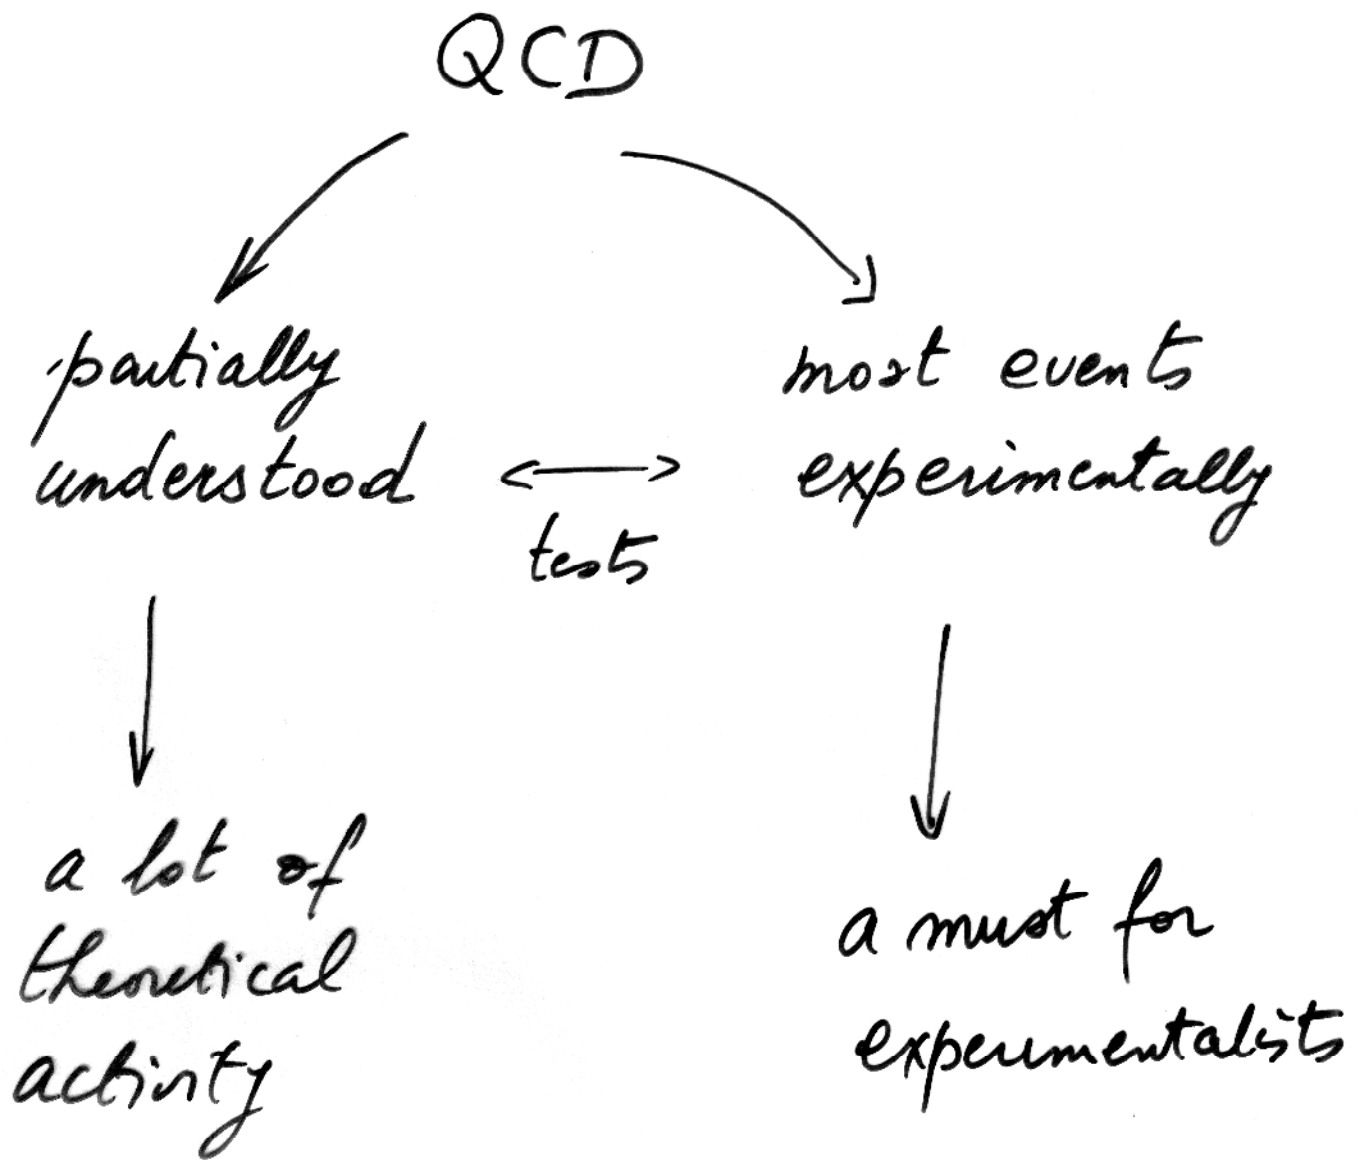 QCD
partially
understood
most events
experimentally
tests
a lot of
theoretical
activity
a must for
experimentalists